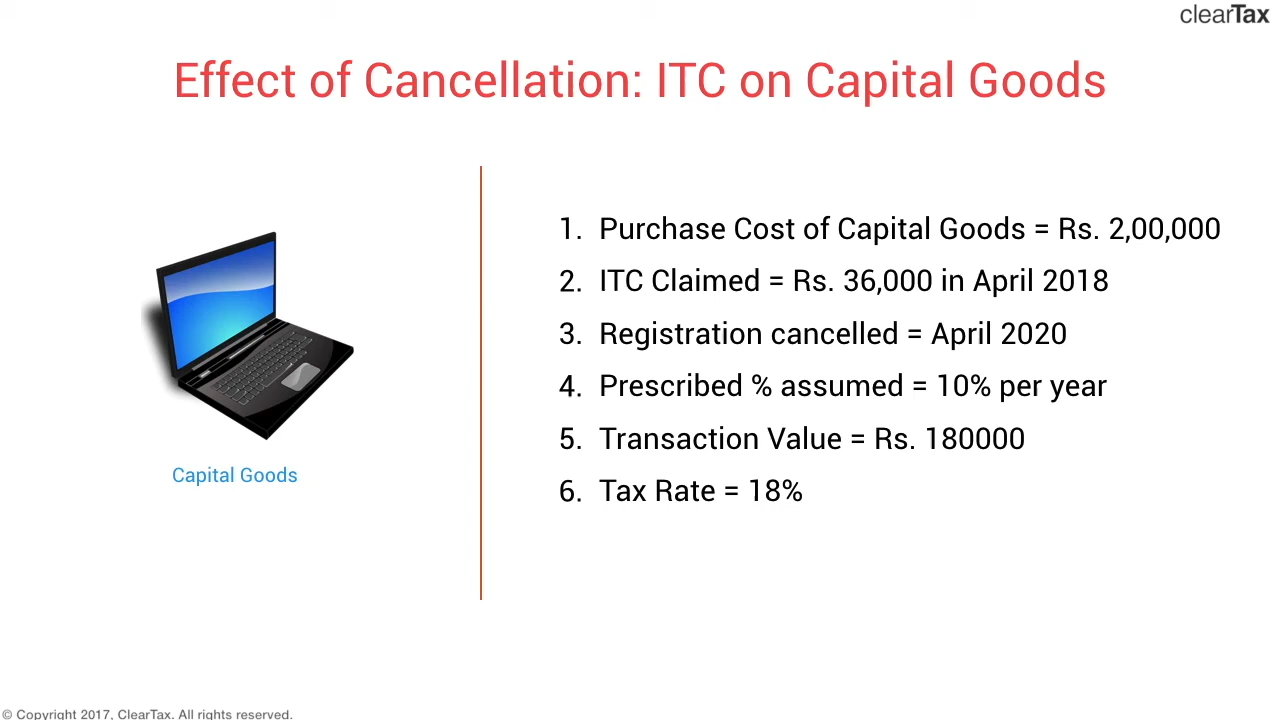 clearTax
Effect of Cancellation: ITC on Capital Goods
1. Purchase Cost of Capital Goods = Rs. 2,00,000
2. ITC Claimed = Rs. 36,000 in April 2018
3. Registration cancelled = April 2020
4. Prescribed % assumed = 10% per year
5. Transaction Value = Rs. 180000
6. Tax Rate = 18%
Capital Goods
© Copyright 2017, ClearTax. All rights reserved.